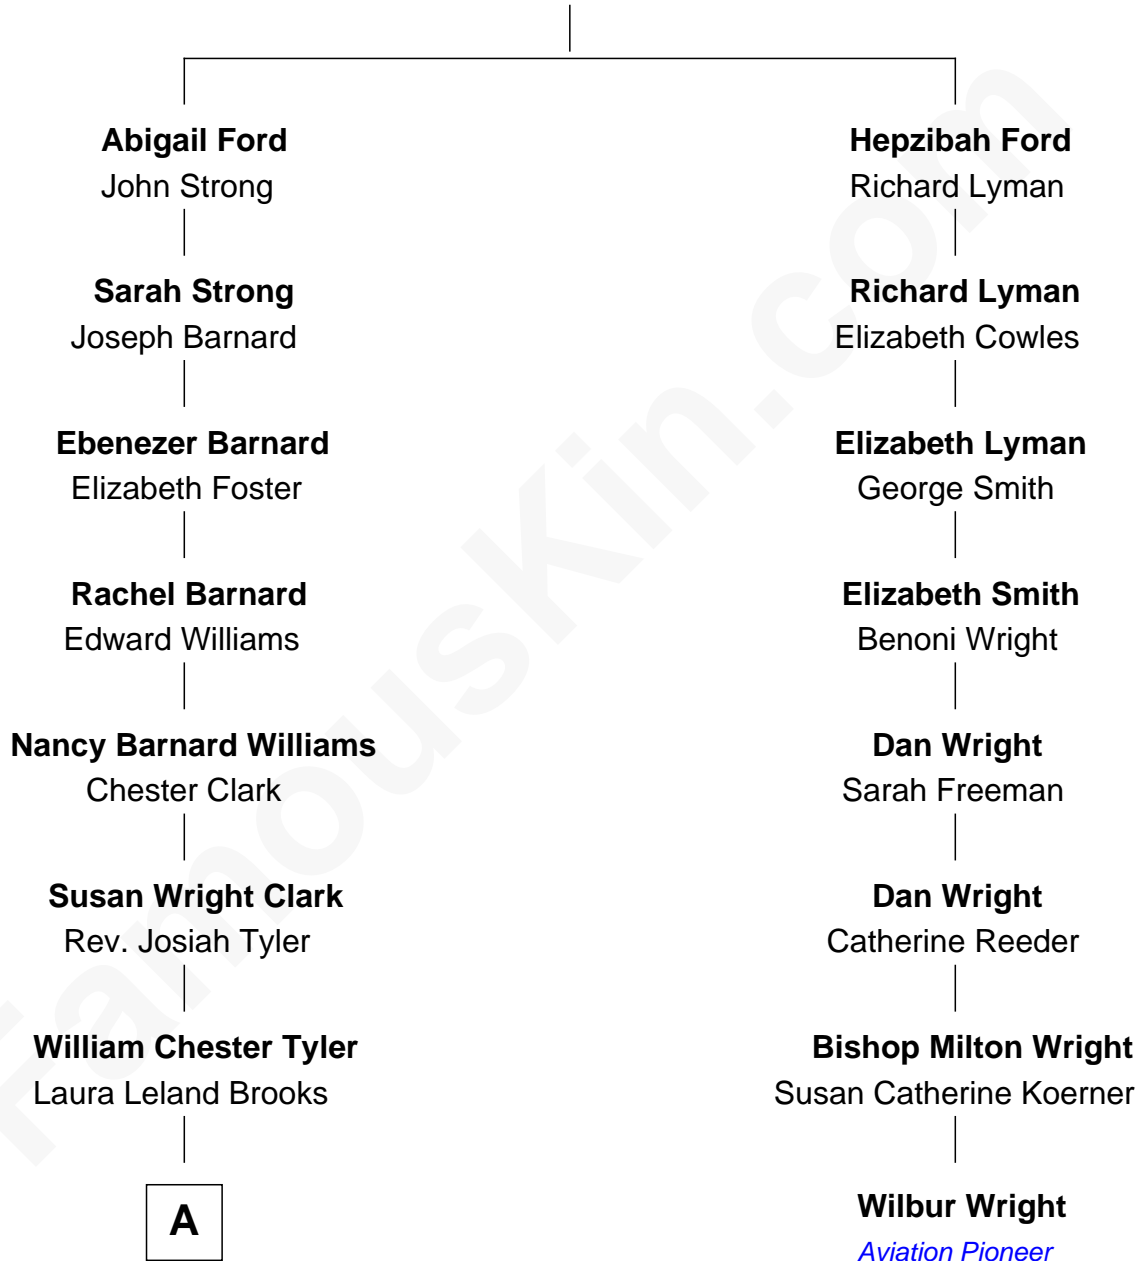 Abigail Ford
John Strong
Sarah Strong
Joseph Barnard
Ebenezer Barnard
Elizabeth Foster
Rachel Barnard
Edward Williams
Nancy Barnard Williams
Chester Clark
Susan Wright Clark
Rev. Josiah Tyler
William Chester Tyler
Laura Leland Brooks
A
Hepzibah Ford
Richard Lyman
Richard Lyman
Elizabeth Cowles
Elizabeth Lyman
George Smith
Elizabeth Smith
Benoni Wright
Dan Wright
Sarah Freeman
Dan Wright
Catherine Reeder
Bishop Milton Wright
Susan Catherine Koerner
Wilbur Wright
Aviation Pioneer
FamousKin.com